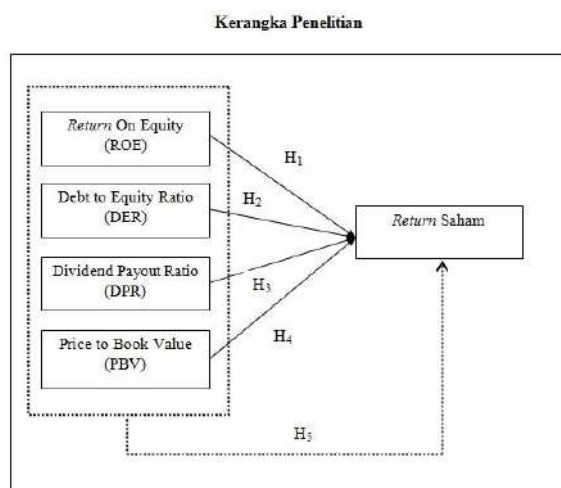 Kerangka Penelitian
Return On Equity
(ROE)
H1
Debt to Equity Ratio
(DER)
H2
Return Saham
Dividend Payout Ratio
(DPR)
H3
Price to Book Value
(PBV)
H4
H5